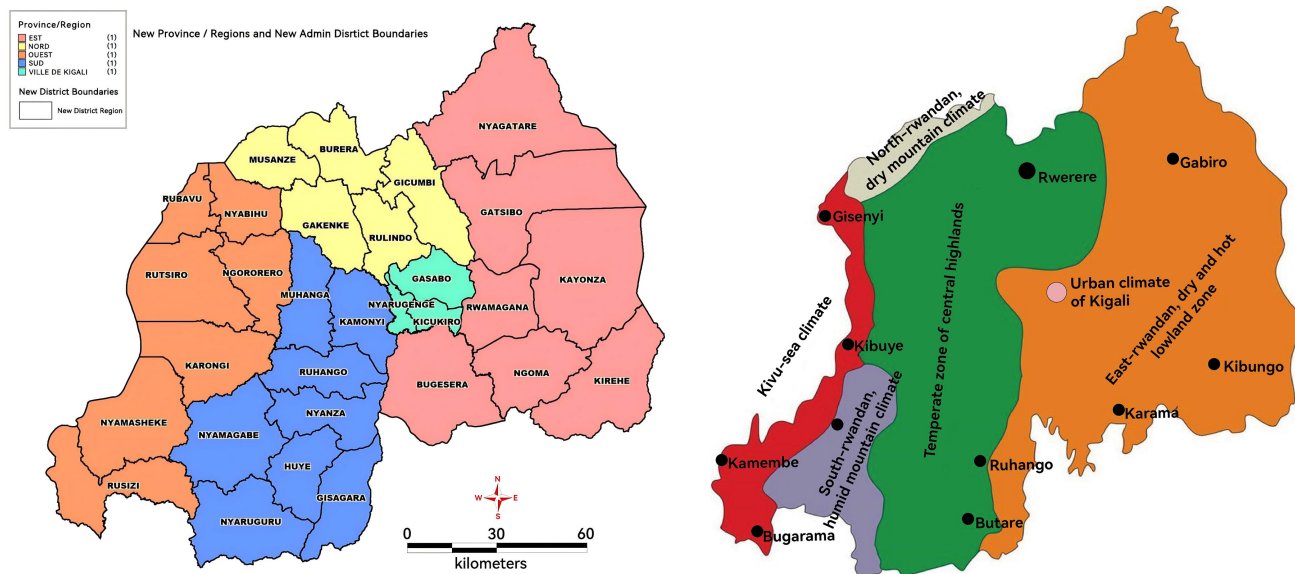 Province/Region
EST (1)
NORD (1)
OUEST (1)
SUD (1)
VILLE DE KIGALI (1)
New District Boundaries
New District Region
New Province / Regions and New Admin Disrtict Boundaries
NYAGATARE
BURERA
MUSANZE
GICUMBI
RUBAVU
NYABIHU
GATSIBO
GAKENKE
RULINDO
RUTSIRO
NGORORERO
GASABO
KAYONZA
MUHANGA
NYARUGENGE
RWAMAGANA
KAMONYI
KICUKIRO
KARONGI
RUHANGO
NGOMA
BUGESERA
KIREHE
NYANZA
NYAMASHEKE
NYAMAGABE
HUYE
RUSIZI
GISAGARA
NYARUGURU
N
W E
S
0 30 60
kilometers
North-rwandan,
dry mountain climate
Rwerere
Gabiro
Gisenyi
Urban climate
of Kigali
East-rwandan, dry and hot
lowland zone
Temperate zone of central highlands
Kivu-sea climate
Kibuye
Kibungo
Karamá
South-rwandan,
humid mountain climate
Kamembe
Ruhango
Butare
Bugarama